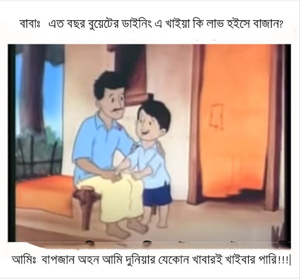 বাবাঃ এত বছর বুয়েটের ডাইনিং এ খাইয়া কি লাভ হইসে বাজান?
আমিঃ বাপজান অহন আমি দুনিয়ার যেকোন খাবারই খাইবার পারি!!!